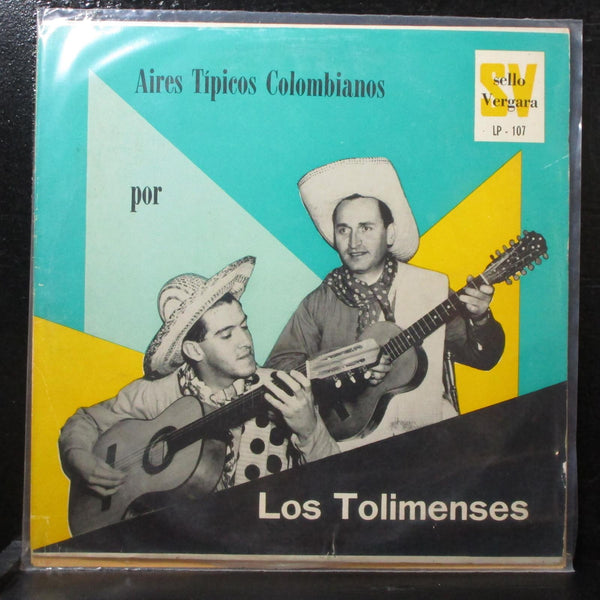 Aires Típicos Colombianos
SV
sello
Vergara
LP - 107
por
Los Tolimenses